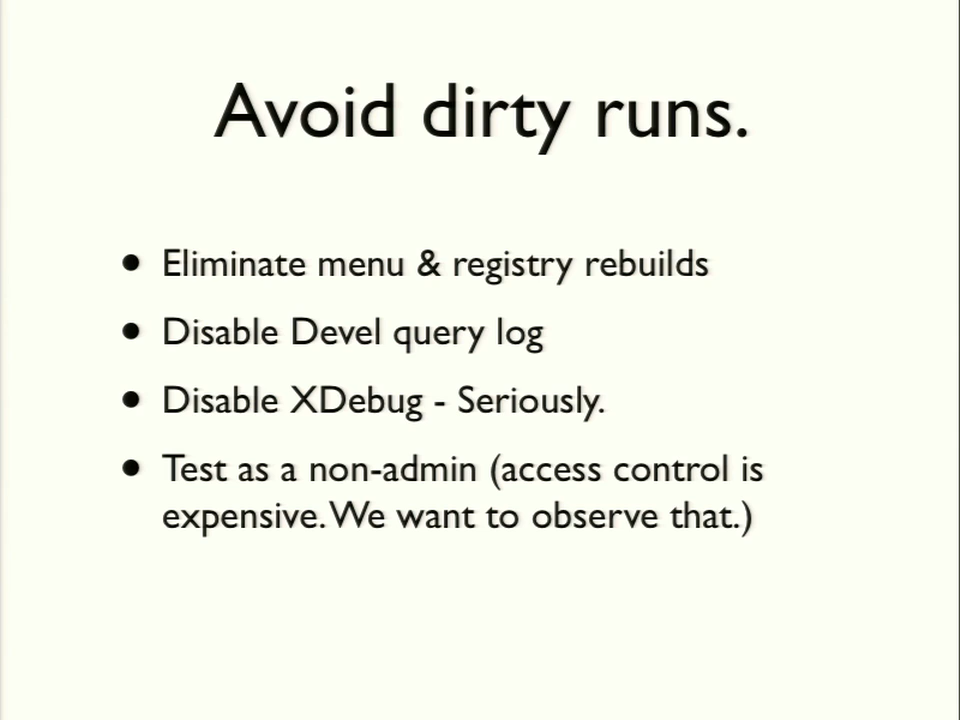 Avoid dirty runs.
• Eliminate menu & registry rebuilds
• Disable Devel query log
• Disable XDebug - Seriously.
• Test as a non-admin (access control is
expensive. We want to observe that.)